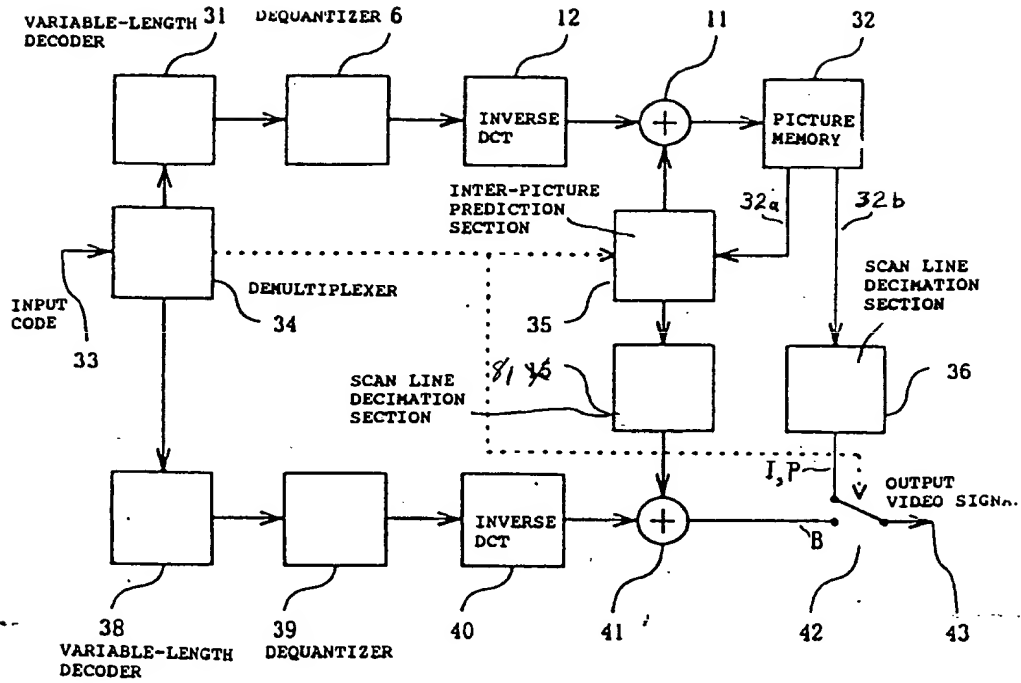 VARIABLE-LENGTH
DECODER
31
DEQUANTIZER 6
12
11
32
INVERSE
DCT
PICTURE
MEMORY
INTER-PICTURE
PREDICTION
SECTION
32a
32b
INPUT
CODE
33
DEMULTIPLEXER
34
35
SCAN LINE
DECIMATION
SECTION
36
SCAN LINE
DECIMATION
SECTION
81
I,P
OUTPUT
VIDEO SIGNA
INVERSE
DCT
B
38
VARIABLE-LENGTH
DECODER
39
DEQUANTIZER
40
41
42
43